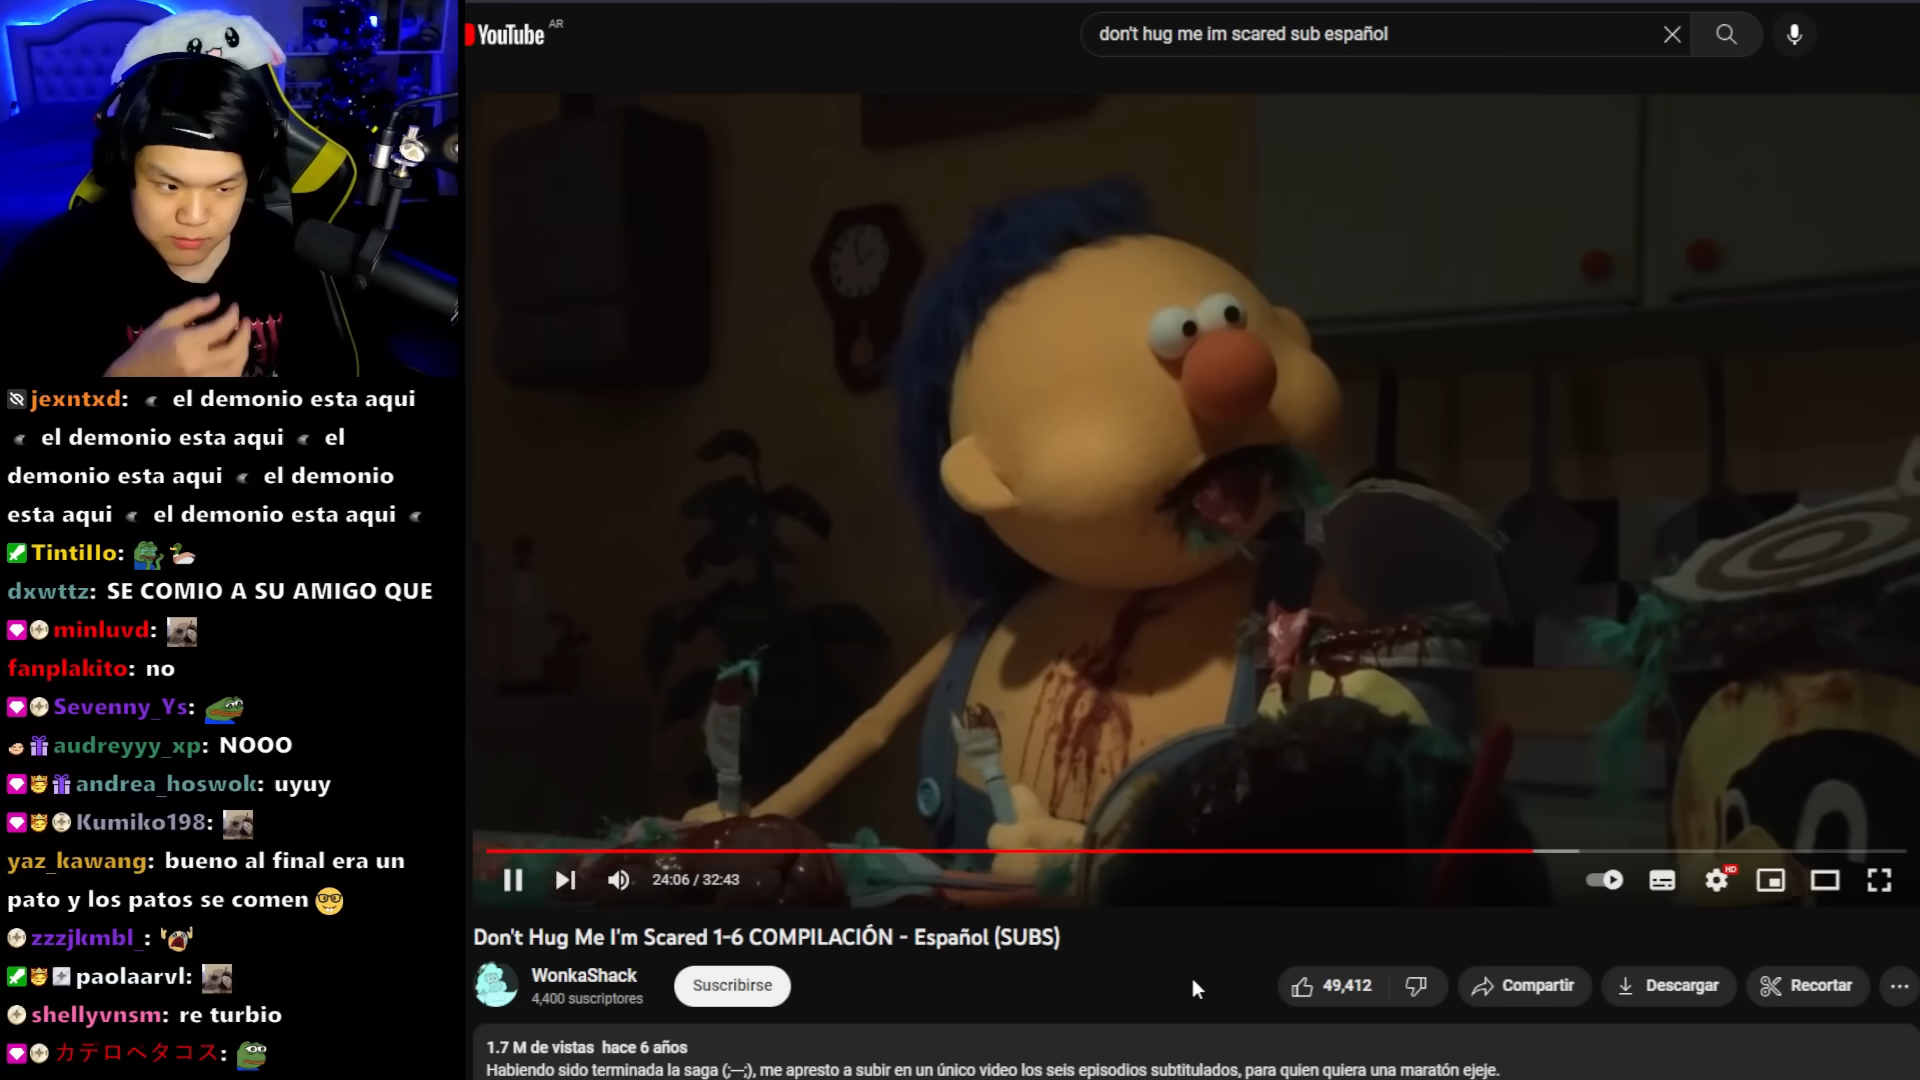 YouTube AR
don't hug me im scared sub español
jexntxd: el demonio esta aqui
el demonio esta aqui el
demonio esta aqui el demonio
esta aqui el demonio esta aqui
Tintillo:
dxwttz: SE COMIO A SU AMIGO QUE
minluvd:
fanplakito: no
Sevenny_Ys:
audreyyy_xp: NOOO
andrea_hoswok: uyuy
Kumiko198:
yaz_kawang: bueno al final era un
pato y los patos se comen
zzzjkmbl_:
paolaarvl:
shellyvnsm: re turbio
カデロペタコス:
24:06 / 32:43
HD
Don't Hug Me I'm Scared 1-6 COMPILACIÓN - Español (SUBS)
WonkaShack
4,400 suscriptores
Suscribirse
49,412
Compartir
Descargar
Recortar
1.7 M de vistas hace 6 años
Habiendo sido terminada la saga (;—;), me apresto a subir en un único video los seis episodios subtitulados, para quien quiera una maratón ejeje.